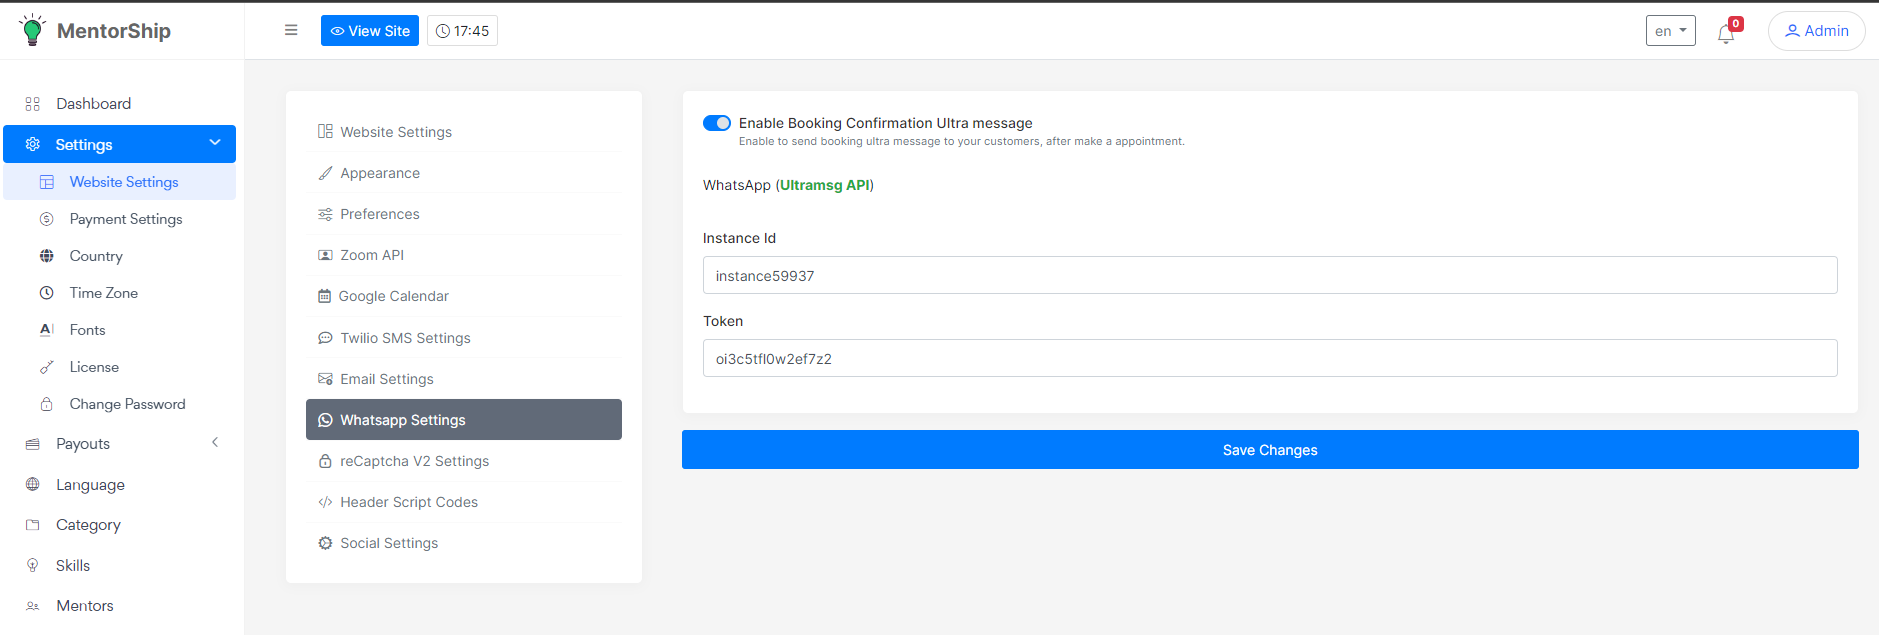 MentorShip
View Site
17:45
en
0
Admin
Dashboard
Settings
Website Settings
Payment Settings
Country
Time Zone
Fonts
License
Change Password
Payouts
Language
Category
Skills
Mentors
Website Settings
Appearance
Preferences
Zoom API
Google Calendar
Twilio SMS Settings
Email Settings
Whatsapp Settings
reCaptcha V2 Settings
Header Script Codes
Social Settings
Enable Booking Confirmation Ultra message
Enable to send booking ultra message to your customers, after make a appointment.
WhatsApp (Ultramsg API)
Instance Id
instance59937
Token
oi3c5tfl0w2ef7z2
Save Changes